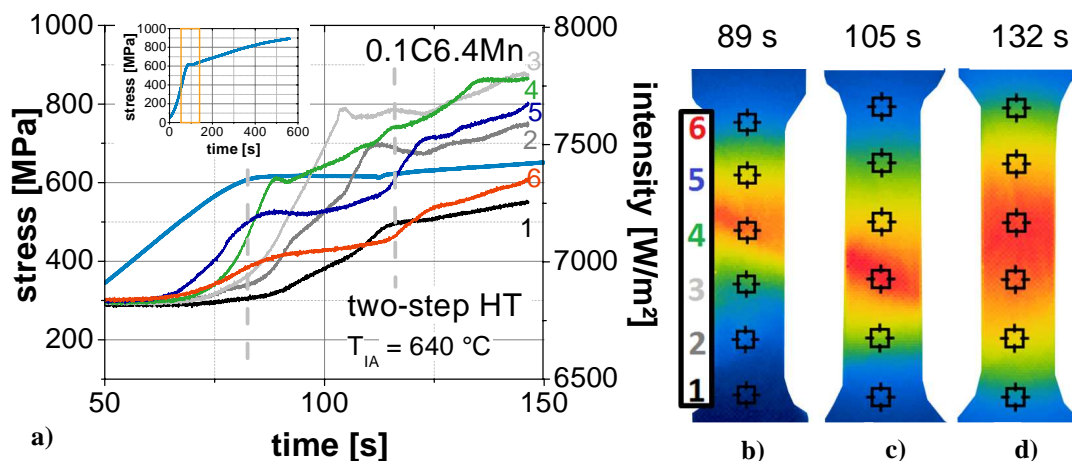 1000
800
600
400
200
stress [MPa]
1000
800
600
400
200
0
stress [MPa]
0 200 400 600
time [s]
0.1C6.4Mn
3
4
5
2
6
1
two-step HT
T_IA = 640 °C
8000
7500
7000
6500
intensity [W/m²]
50 100 150
time [s]
a)
89 s 105 s 132 s
6
5
4
3
2
1
b) c) d)